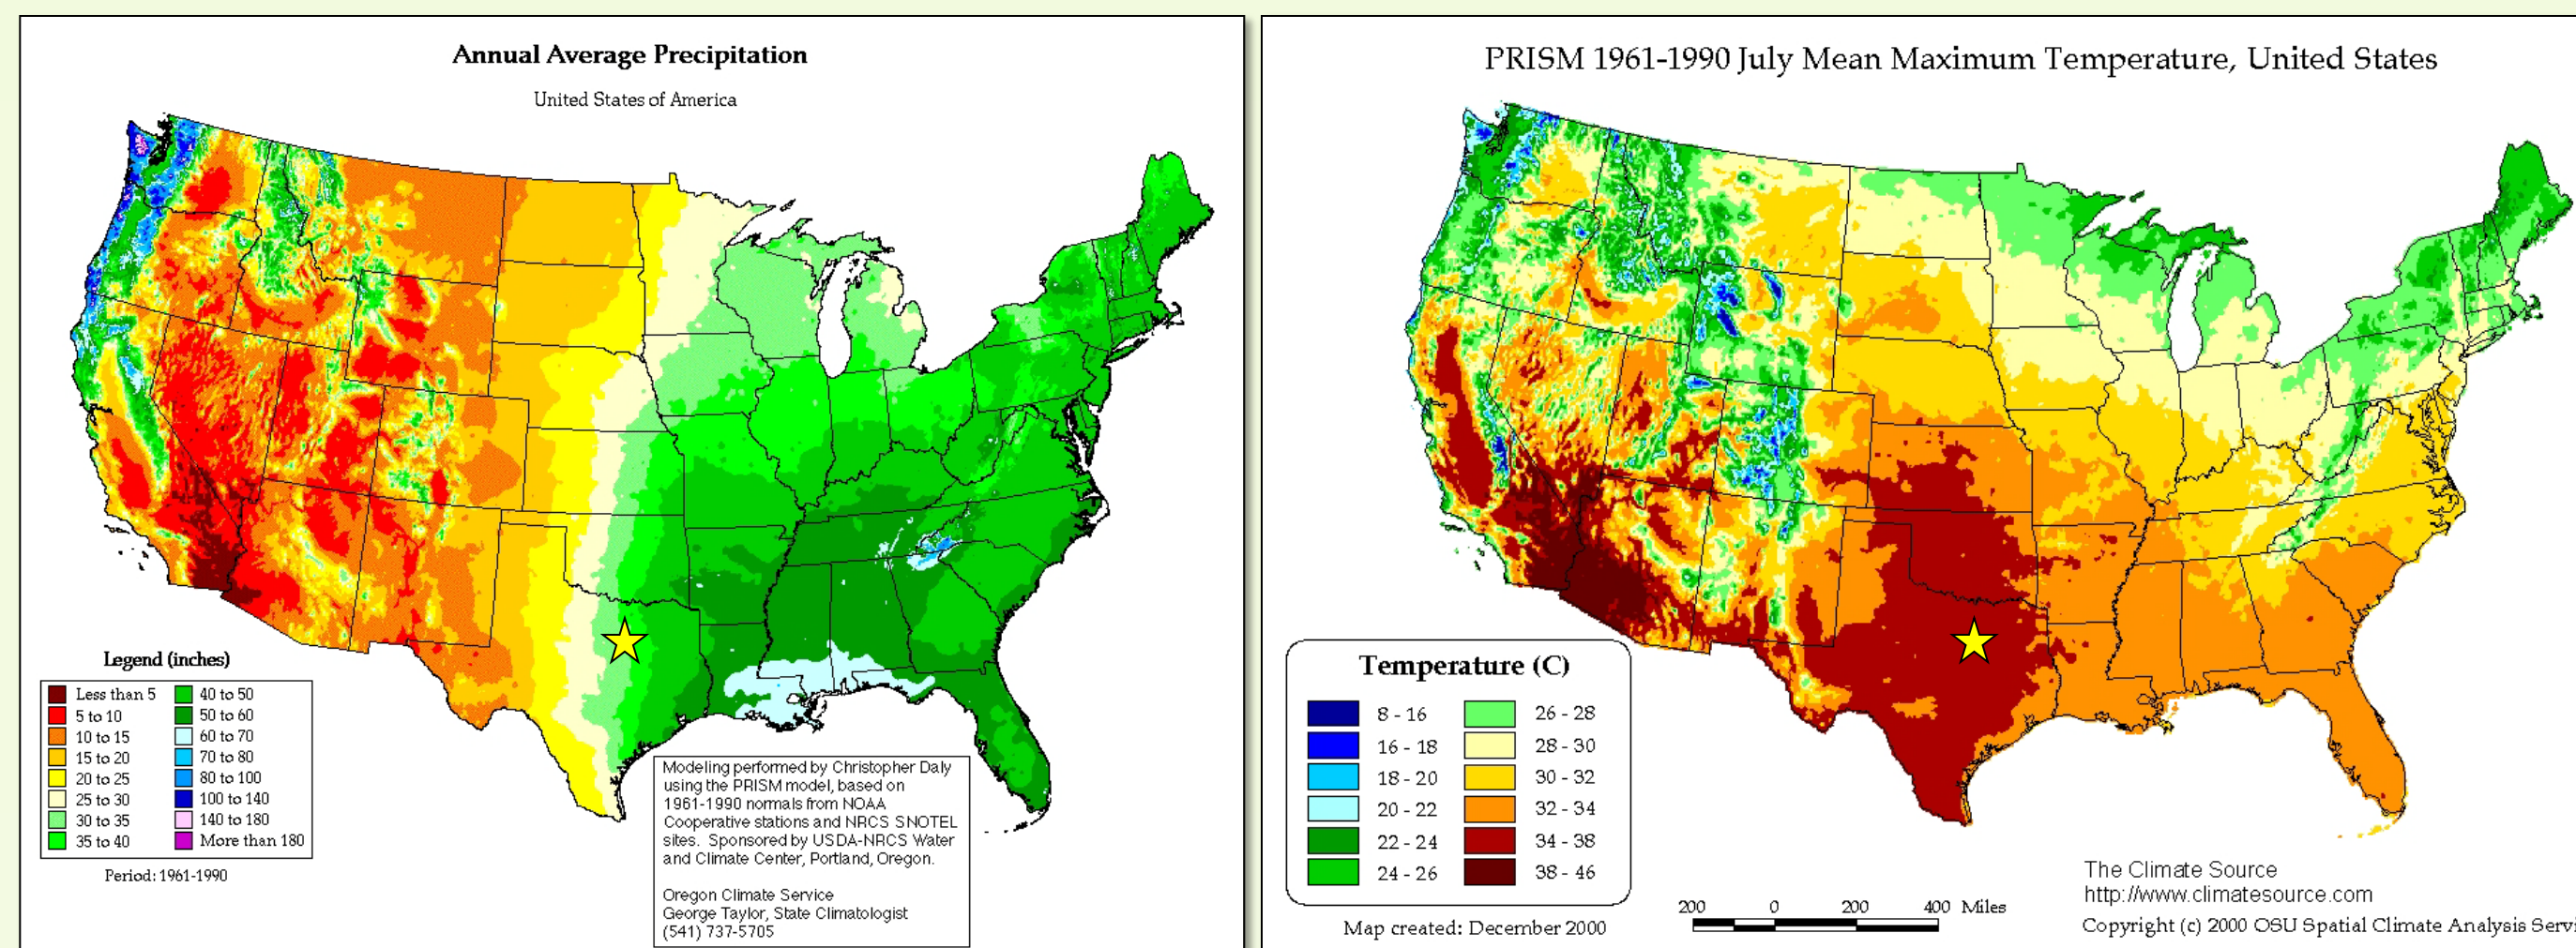 Annual Average Precipitation
United States of America
Legend (inches)
Less than 5
5 to 10
10 to 15
15 to 20
20 to 25
25 to 30
30 to 35
35 to 40
40 to 50
50 to 60
60 to 70
70 to 80
80 to 100
100 to 140
140 to 180
More than 180
Period: 1961-1990
Modeling performed by Christopher Daly
using the PRISM model, based on
1961-1990 normals from NOAA
Cooperative stations and NRCS SNOTEL
sites. Sponsored by USDA-NRCS Water
and Climate Center, Portland, Oregon.
Oregon Climate Service
George Taylor, State Climatologist
(541) 737-5705
PRISM 1961-1990 July Mean Maximum Temperature, United States
Temperature (C)
8 - 16
16 - 18
18 - 20
20 - 22
22 - 24
24 - 26
26 - 28
28 - 30
30 - 32
32 - 34
34 - 38
38 - 46
Map created: December 2000
200 0 200 400 Miles
The Climate Source
http://www.climatesource.com
Copyright (c) 2000 OSU Spatial Climate Analysis Servi